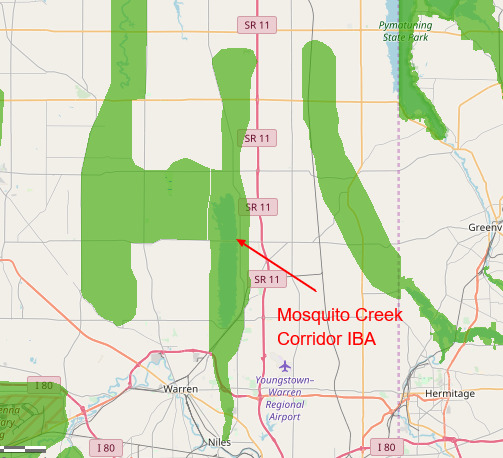 SR 11
Pymatuning
State Park
SR 11
SR 11
Greenv
SR 11
Mosquito Creek
Corridor IBA
Youngstown–
Warren
Regional
Airport
Warren
Hermitage
I 80
enna
ary
g
Niles
I 80
I 80